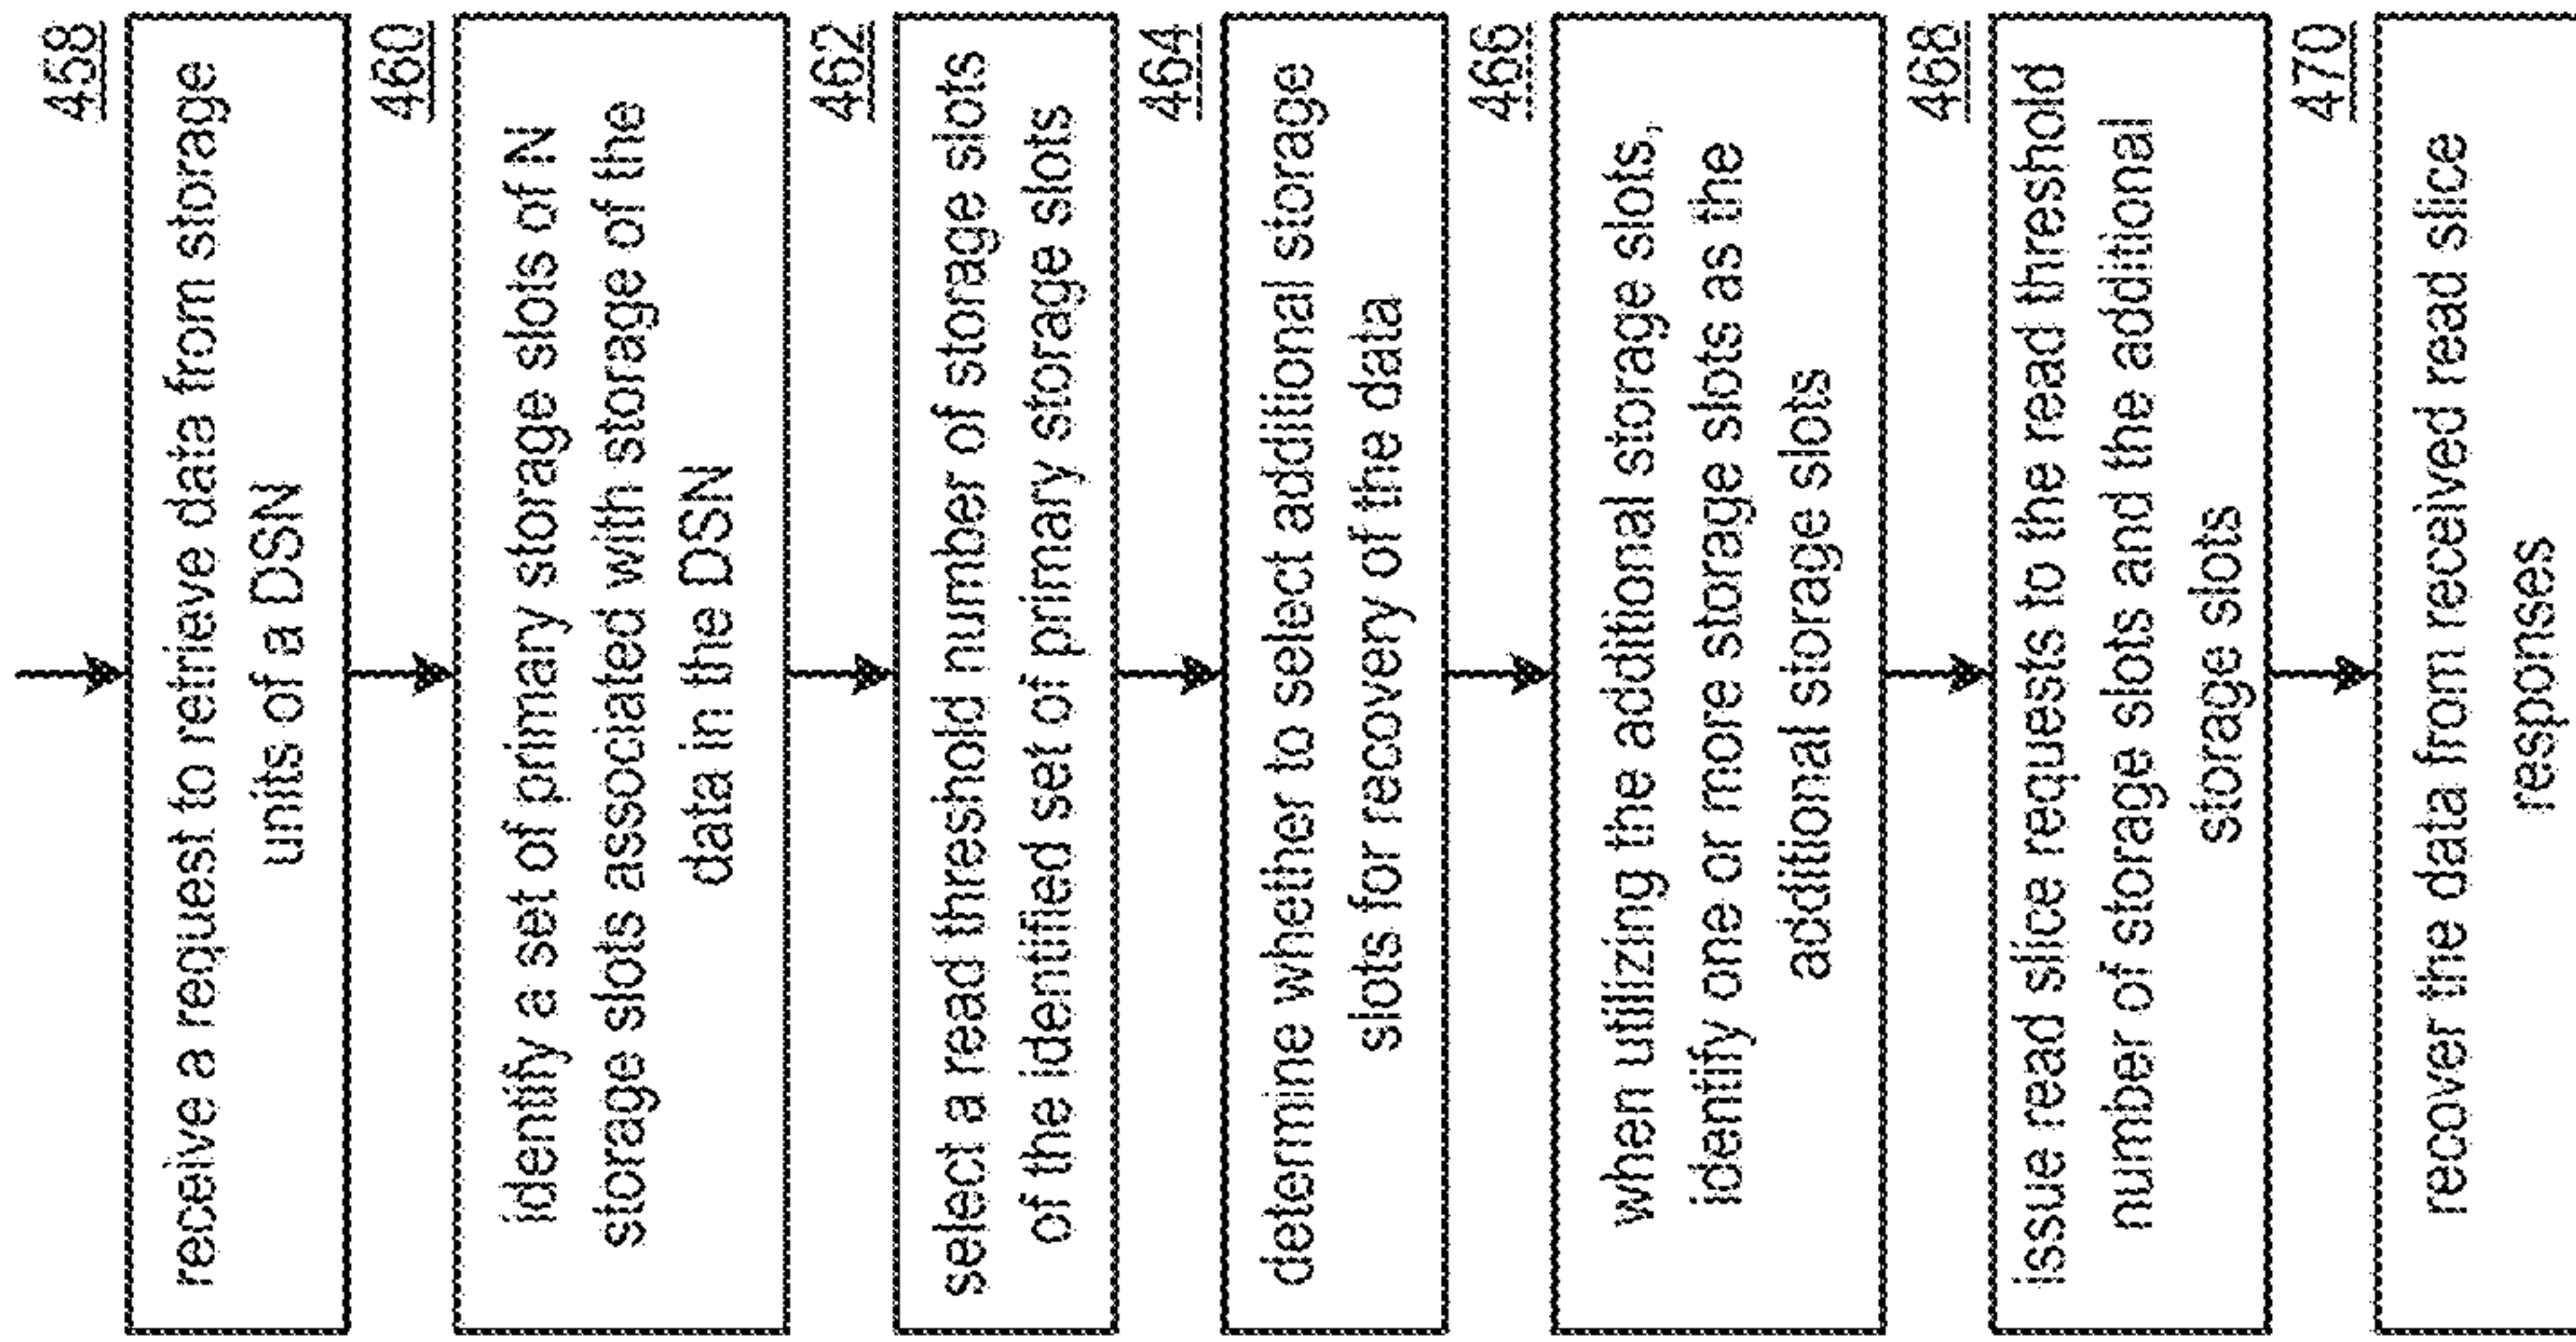 458
receive a request to retrieve data from storage
units of a DSN
460
identify a set of primary storage slots of N
storage slots associated with storage of the
data in the DSN
462
select a read threshold number of storage slots
of the identified set of primary storage slots
464
determine whether to select additional storage
slots for recovery of the data
466
when utilizing the additional storage slots,
identify one or more storage slots as the
additional storage slots
468
issue read slice requests to the read threshold
number of storage slots and the additional
storage slots
470
recover the data from received read slice
responses